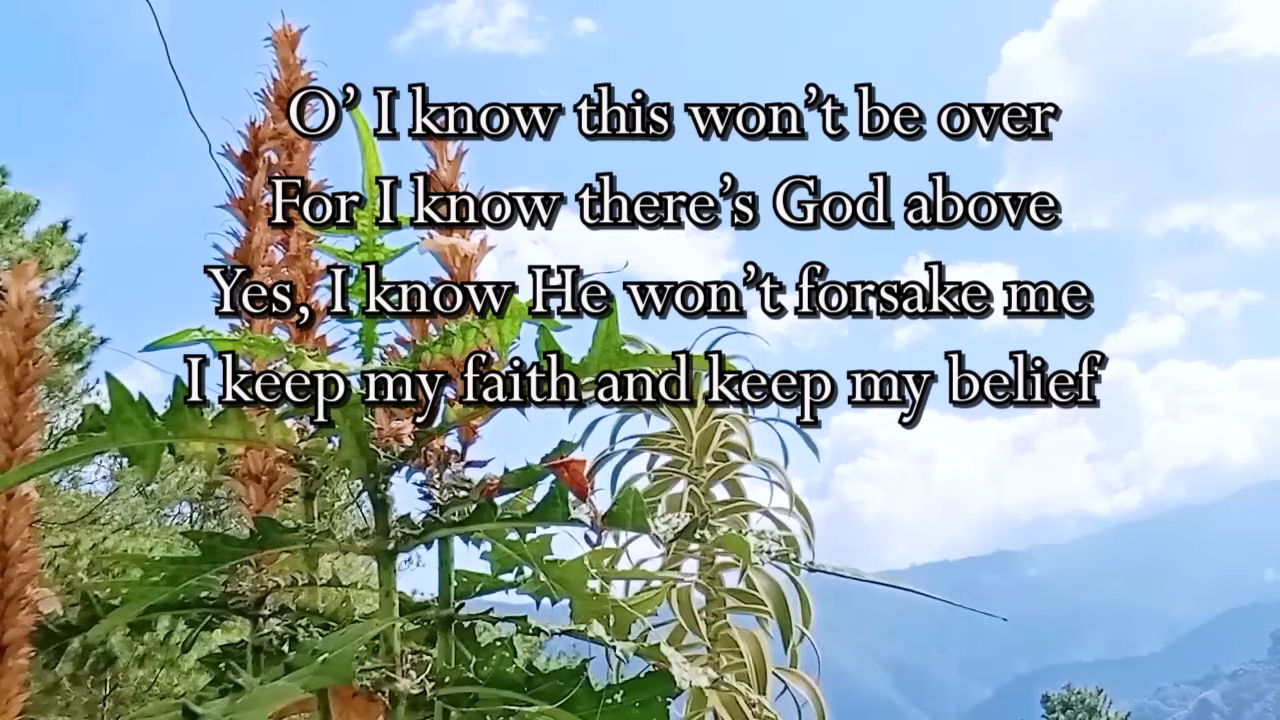 O’ I know this won’t be over
For I know there’s God above
Yes, I know He won’t forsake me
I keep my faith and keep my belief